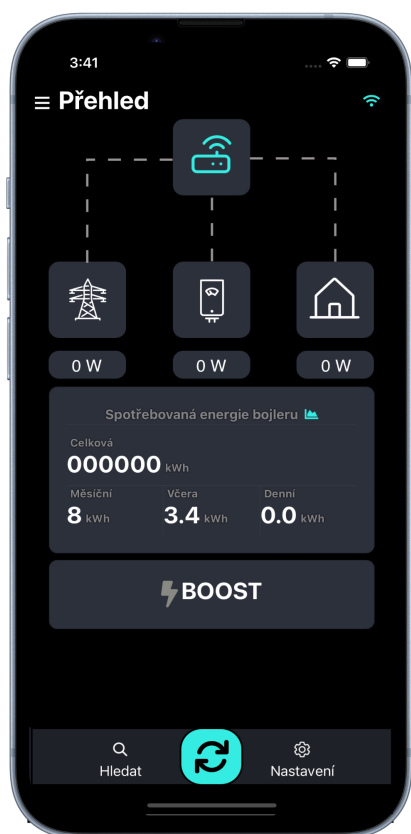 3:41
Přehled
0 W 0 W 0 W
Spotřebovaná energie bojleru
Celková
000000 kWh
Měsíční Včera Denní
8 kWh 3.4 kWh 0.0 kWh
BOOST
Hledat Nastavení